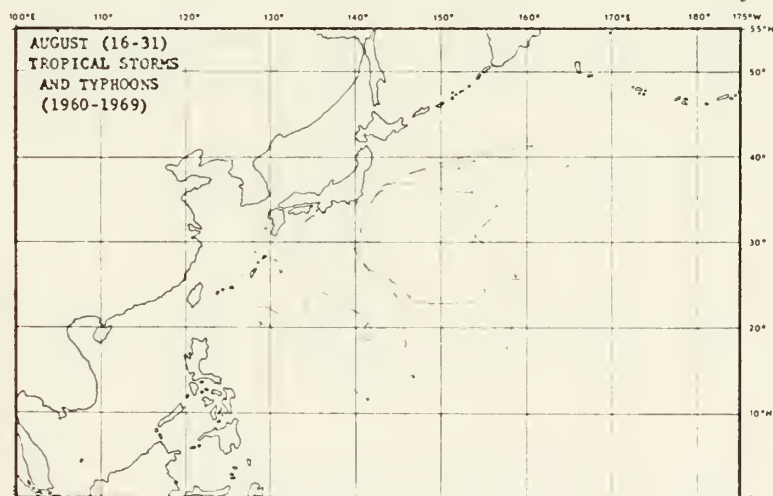 100°E 110° 120° 130° 140° 150° 160° 170°E 180° 175°W
55°N
AUGUST (16-31)
TROPICAL STORMS
AND TYPHOONS
(1960-1969)
50°
40°
30°
20°
10°N